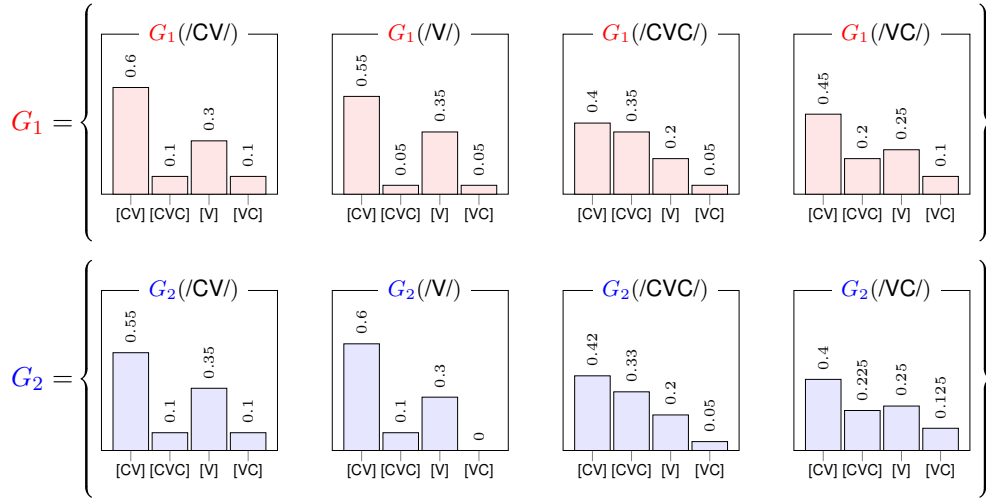 G₁(/CV/) G₁(/V/) G₁(/CVC/) G₁(/VC/)
0.6 0.1 0.3 0.1 0.55 0.05 0.35 0.05 0.4 0.35 0.2 0.05 0.45 0.2 0.25 0.1
G₁ =
[CV] [CVC] [V] [VC] [CV] [CVC] [V] [VC] [CV] [CVC] [V] [VC] [CV] [CVC] [V] [VC]
G₂(/CV/) G₂(/V/) G₂(/CVC/) G₂(/VC/)
0.55 0.1 0.35 0.1 0.6 0.1 0.3 0 0.42 0.33 0.2 0.05 0.4 0.225 0.25 0.125
G₂ =
[CV] [CVC] [V] [VC] [CV] [CVC] [V] [VC] [CV] [CVC] [V] [VC] [CV] [CVC] [V] [VC]